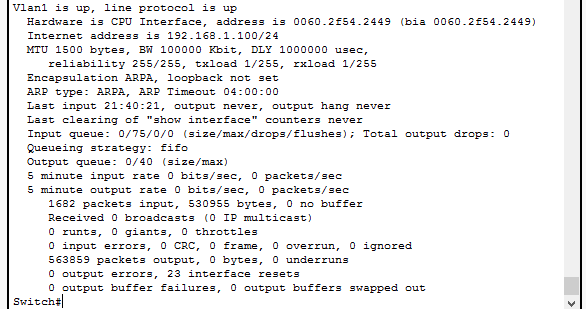 Vlan1 is up, line protocol is up
Hardware is CPU Interface, address is 0060.2f54.2449 (bia 0060.2f54.2449)
Internet address is 192.168.1.100/24
MTU 1500 bytes, BW 100000 Kbit, DLY 1000000 usec,
reliability 255/255, txload 1/255, rxload 1/255
Encapsulation ARPA, loopback not set
ARP type: ARPA, ARP Timeout 04:00:00
Last input 21:40:21, output never, output hang never
Last clearing of "show interface" counters never
Input queue: 0/75/0/0 (size/max/drops/flushes); Total output drops: 0
Queueing strategy: fifo
Output queue: 0/40 (size/max)
5 minute input rate 0 bits/sec, 0 packets/sec
5 minute output rate 0 bits/sec, 0 packets/sec
1682 packets input, 530955 bytes, 0 no buffer
Received 0 broadcasts (0 IP multicast)
0 runts, 0 giants, 0 throttles
0 input errors, 0 CRC, 0 frame, 0 overrun, 0 ignored
563859 packets output, 0 bytes, 0 underruns
0 output errors, 23 interface resets
0 output buffer failures, 0 output buffers swapped out
Switch#